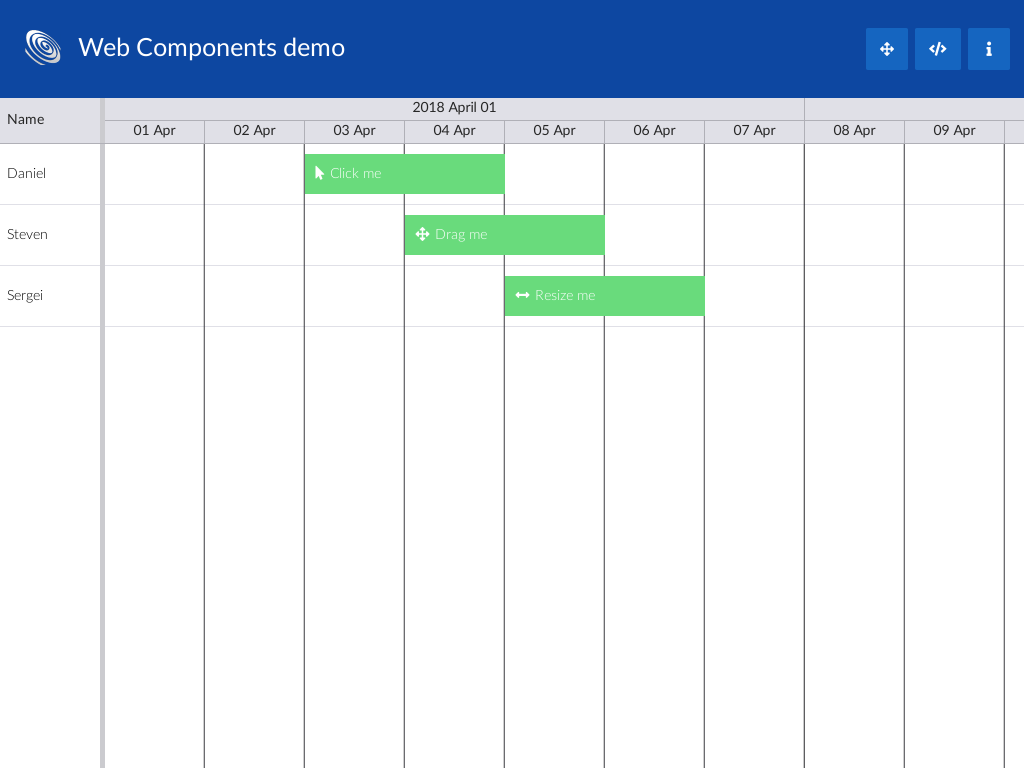 Web Components demo
Name
2018 April 01
01 Apr 02 Apr 03 Apr 04 Apr 05 Apr 06 Apr 07 Apr 08 Apr 09 Apr
Daniel
Click me
Steven
Drag me
Sergei
Resize me